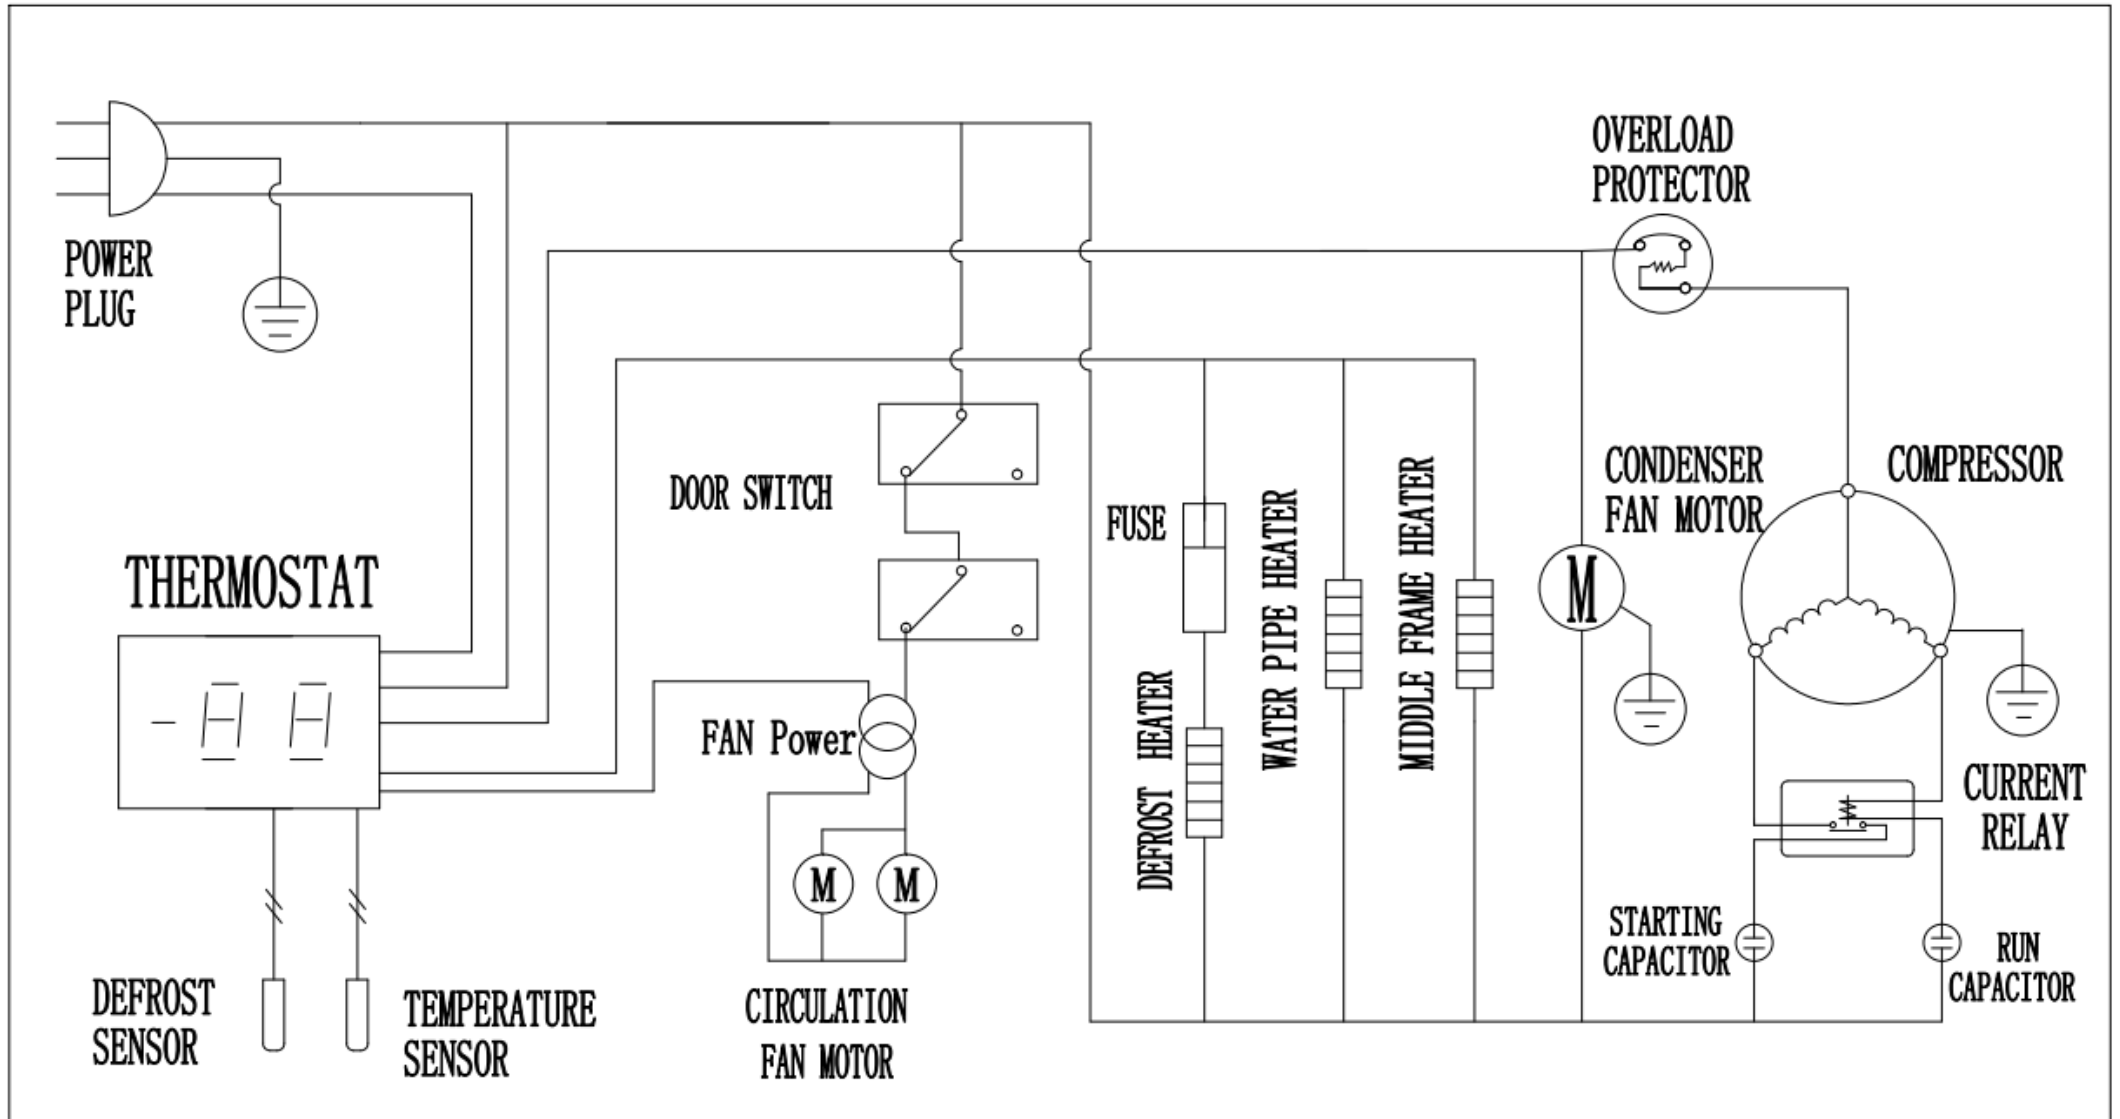 OVERLOAD
PROTECTOR
POWER
PLUG
DOOR SWITCH
THERMOSTAT
-88
FAN Power
FUSE
DEFROST HEATER
WATER PIPE HEATER
MIDDLE FRAME HEATER
CONDENSER
FAN MOTOR
M
COMPRESSOR
CURRENT
RELAY
M
M
STARTING
CAPACITOR
RUN
CAPACITOR
DEFROST
SENSOR
TEMPERATURE
SENSOR
CIRCULATION
FAN MOTOR